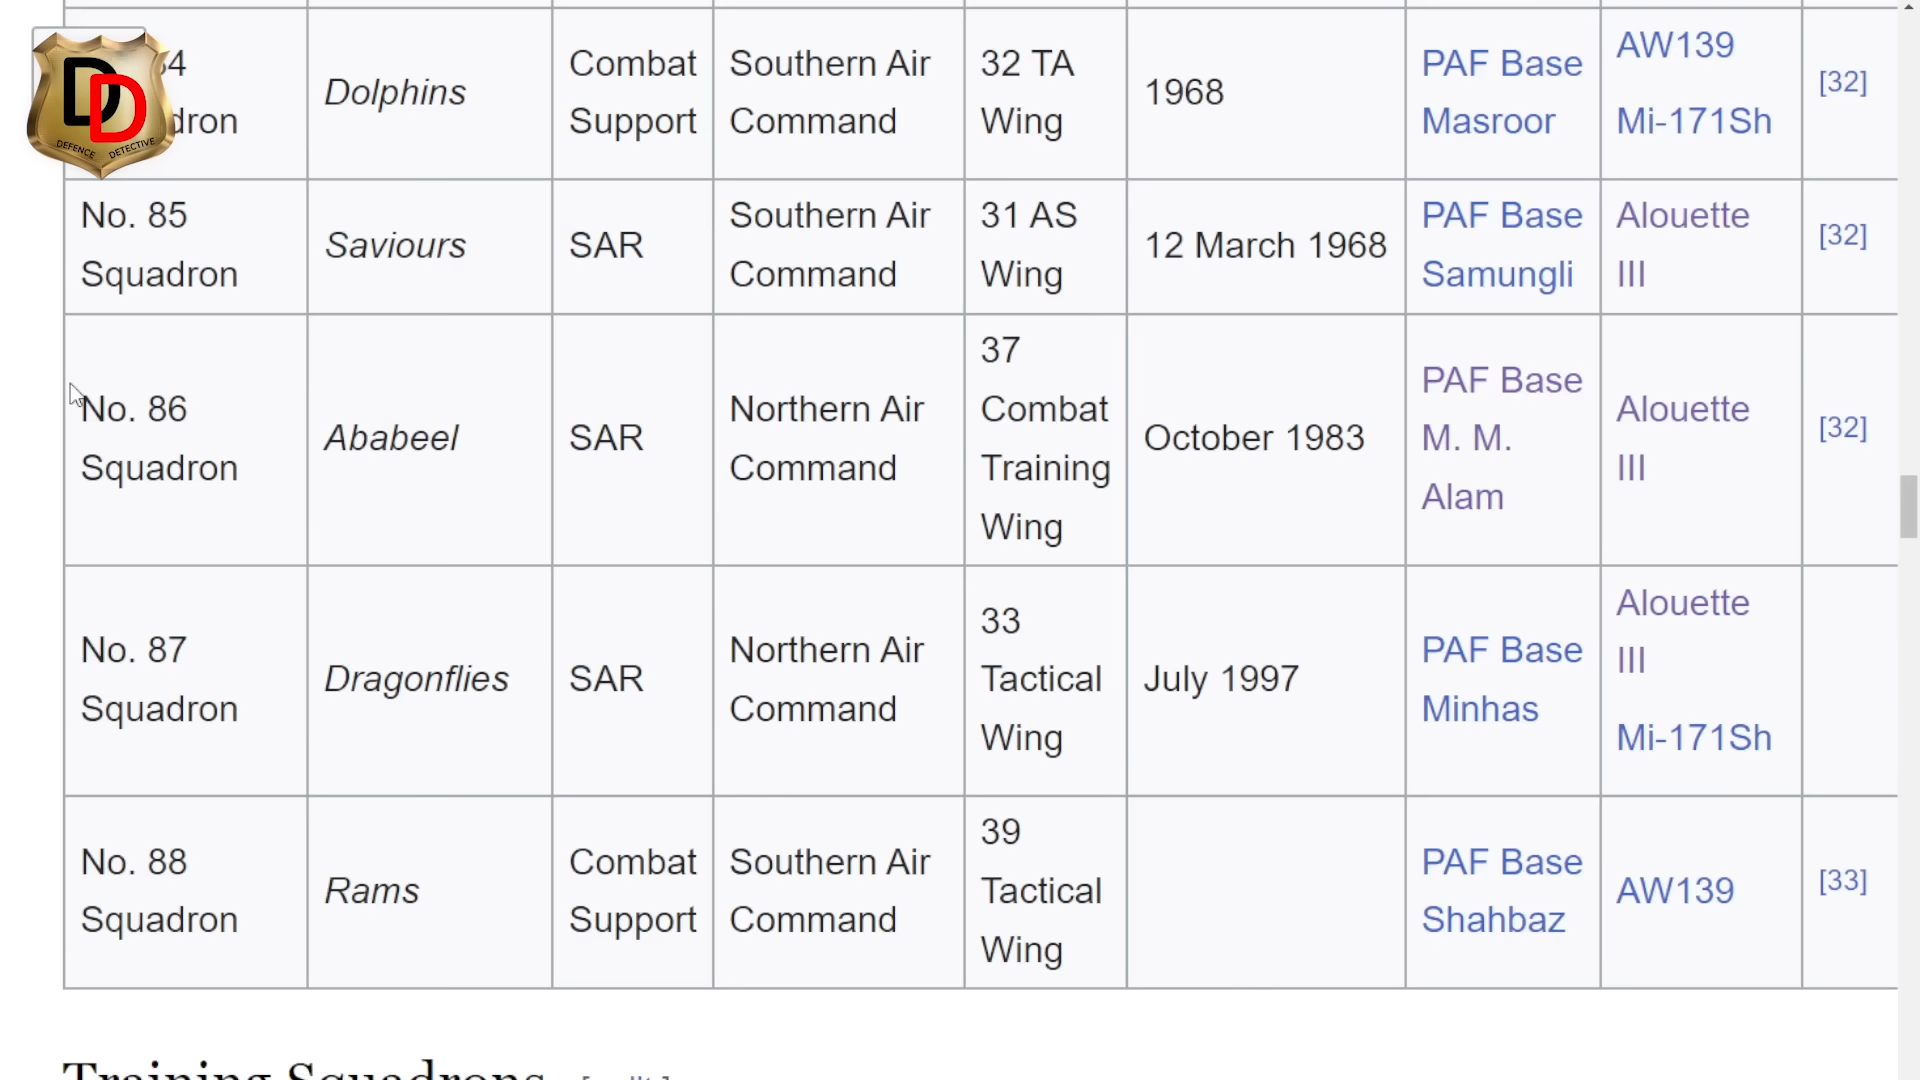 DD
DEFENCE DETECTIVE
4
dron
Dolphins
Combat
Support
Southern Air
Command
32 TA
Wing
1968
PAF Base
Masroor
AW139
Mi-171Sh
[32]
No. 85
Squadron
Saviours
SAR
Southern Air
Command
31 AS
Wing
12 March 1968
PAF Base
Samungli
Alouette
III
[32]
No. 86
Squadron
Ababeel
SAR
Northern Air
Command
37
Combat
Training
Wing
October 1983
PAF Base
M. M.
Alam
Alouette
III
[32]
No. 87
Squadron
Dragonflies
SAR
Northern Air
Command
33
Tactical
Wing
July 1997
PAF Base
Minhas
Alouette
III
Mi-171Sh
No. 88
Squadron
Rams
Combat
Support
Southern Air
Command
39
Tactical
Wing
PAF Base
Shahbaz
AW139
[33]
Training Squadrons